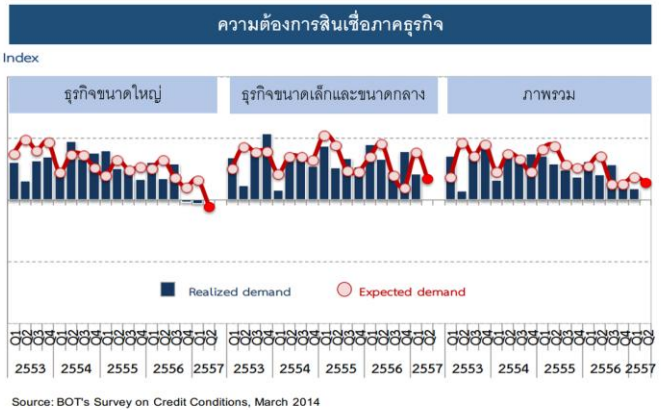 ความต้องการสินเชื่อภาคธุรกิจ
Index
ธุรกิจขนาดใหญ่ ธุรกิจขนาดเล็กและขนาดกลาง ภาพรวม
Realized demand Expected demand
Q1 Q2 Q3 Q4 Q1 Q2 Q3 Q4 Q1 Q2 Q3 Q4 Q1 Q2 Q3 Q4 Q1 Q2 Q1 Q2 Q3 Q4 Q1 Q2 Q3 Q4 Q1 Q2 Q3 Q4 Q1 Q2 Q3 Q4 Q1 Q2 Q1 Q2 Q3 Q4 Q1 Q2 Q3 Q4 Q1 Q2 Q3 Q4 Q1 Q2 Q3 Q4 Q1 Q2
2553 2554 2555 2556 2557 2553 2554 2555 2556 2557 2553 2554 2555 2556 2557
Source: BOT's Survey on Credit Conditions, March 2014